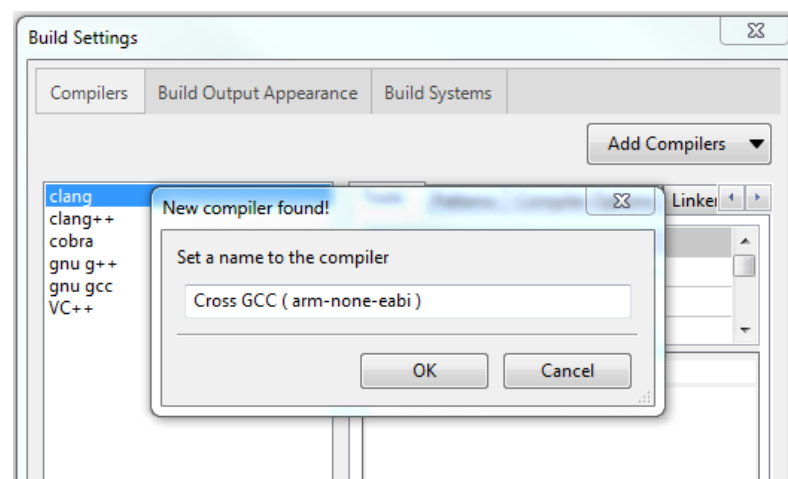 Build Settings
Compilers
Build Output Appearance
Build Systems
Add Compilers
clang
clang++
cobra
gnu g++
gnu gcc
VC++
New compiler found!
Linker
Set a name to the compiler
Cross GCC ( arm-none-eabi )
OK
Cancel